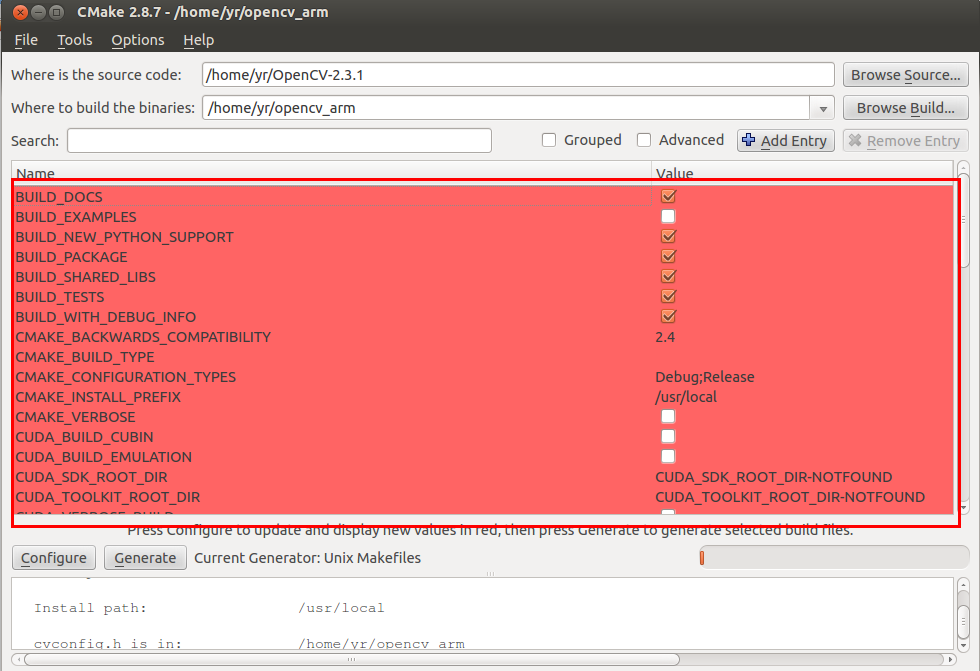 CMake 2.8.7 - /home/yr/opencv_arm
File Tools Options Help
Where is the source code: /home/yr/OpenCV-2.3.1 Browse Source...
Where to build the binaries: /home/yr/opencv_arm Browse Build...
Search: Grouped Advanced Add Entry Remove Entry
Name Value
BUILD_DOCS
BUILD_EXAMPLES
BUILD_NEW_PYTHON_SUPPORT
BUILD_PACKAGE
BUILD_SHARED_LIBS
BUILD_TESTS
BUILD_WITH_DEBUG_INFO
CMAKE_BACKWARDS_COMPATIBILITY 2.4
CMAKE_BUILD_TYPE
CMAKE_CONFIGURATION_TYPES Debug;Release
CMAKE_INSTALL_PREFIX /usr/local
CMAKE_VERBOSE
CUDA_BUILD_CUBIN
CUDA_BUILD_EMULATION
CUDA_SDK_ROOT_DIR CUDA_SDK_ROOT_DIR-NOTFOUND
CUDA_TOOLKIT_ROOT_DIR CUDA_TOOLKIT_ROOT_DIR-NOTFOUND
CUDA_VERBOSE_BUILD
Press Configure to update and display new values in red, then press Generate to generate selected build files.
Configure Generate Current Generator: Unix Makefiles
Install path: /usr/local
cvconfig.h is in: /home/yr/opencv_arm